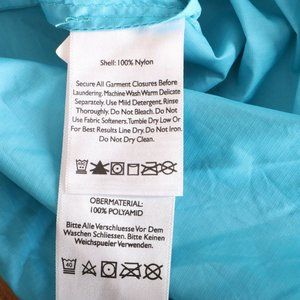 Shell: 100% Nylon
Secure All Garment Closures Before
Laundering. Machine Wash Warm Delicate
Separately. Use Mild Detergent. Rinse
Thoroughly. Do Not Bleach. Do Not
Use Fabric Softeners. Tumble Dry Low Or
For Best Results Line Dry. Do Not Iron.
Do Not Dry Clean.
OBERMATERIAL:
100% POLYAMID
Bitte Alle Verschluesse Vor Dem
Waschen Schliessen. Bitte Keinen
Weichspueler Verwenden.
40